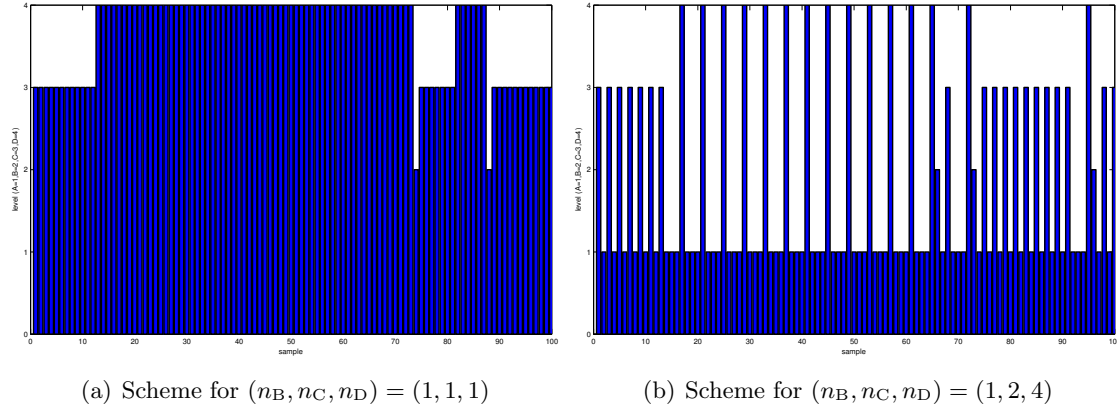 4
3
2
1
0
level (A=1,B=2,C=3,D=4)
0 10 20 30 40 50 60 70 80 90 100
sample
(a) Scheme for (nB, nC, nD) = (1, 1, 1)
4
3
2
1
0
level (A=1,B=2,C=3,D=4)
0 10 20 30 40 50 60 70 80 90 100
sample
(b) Scheme for (nB, nC, nD) = (1, 2, 4)